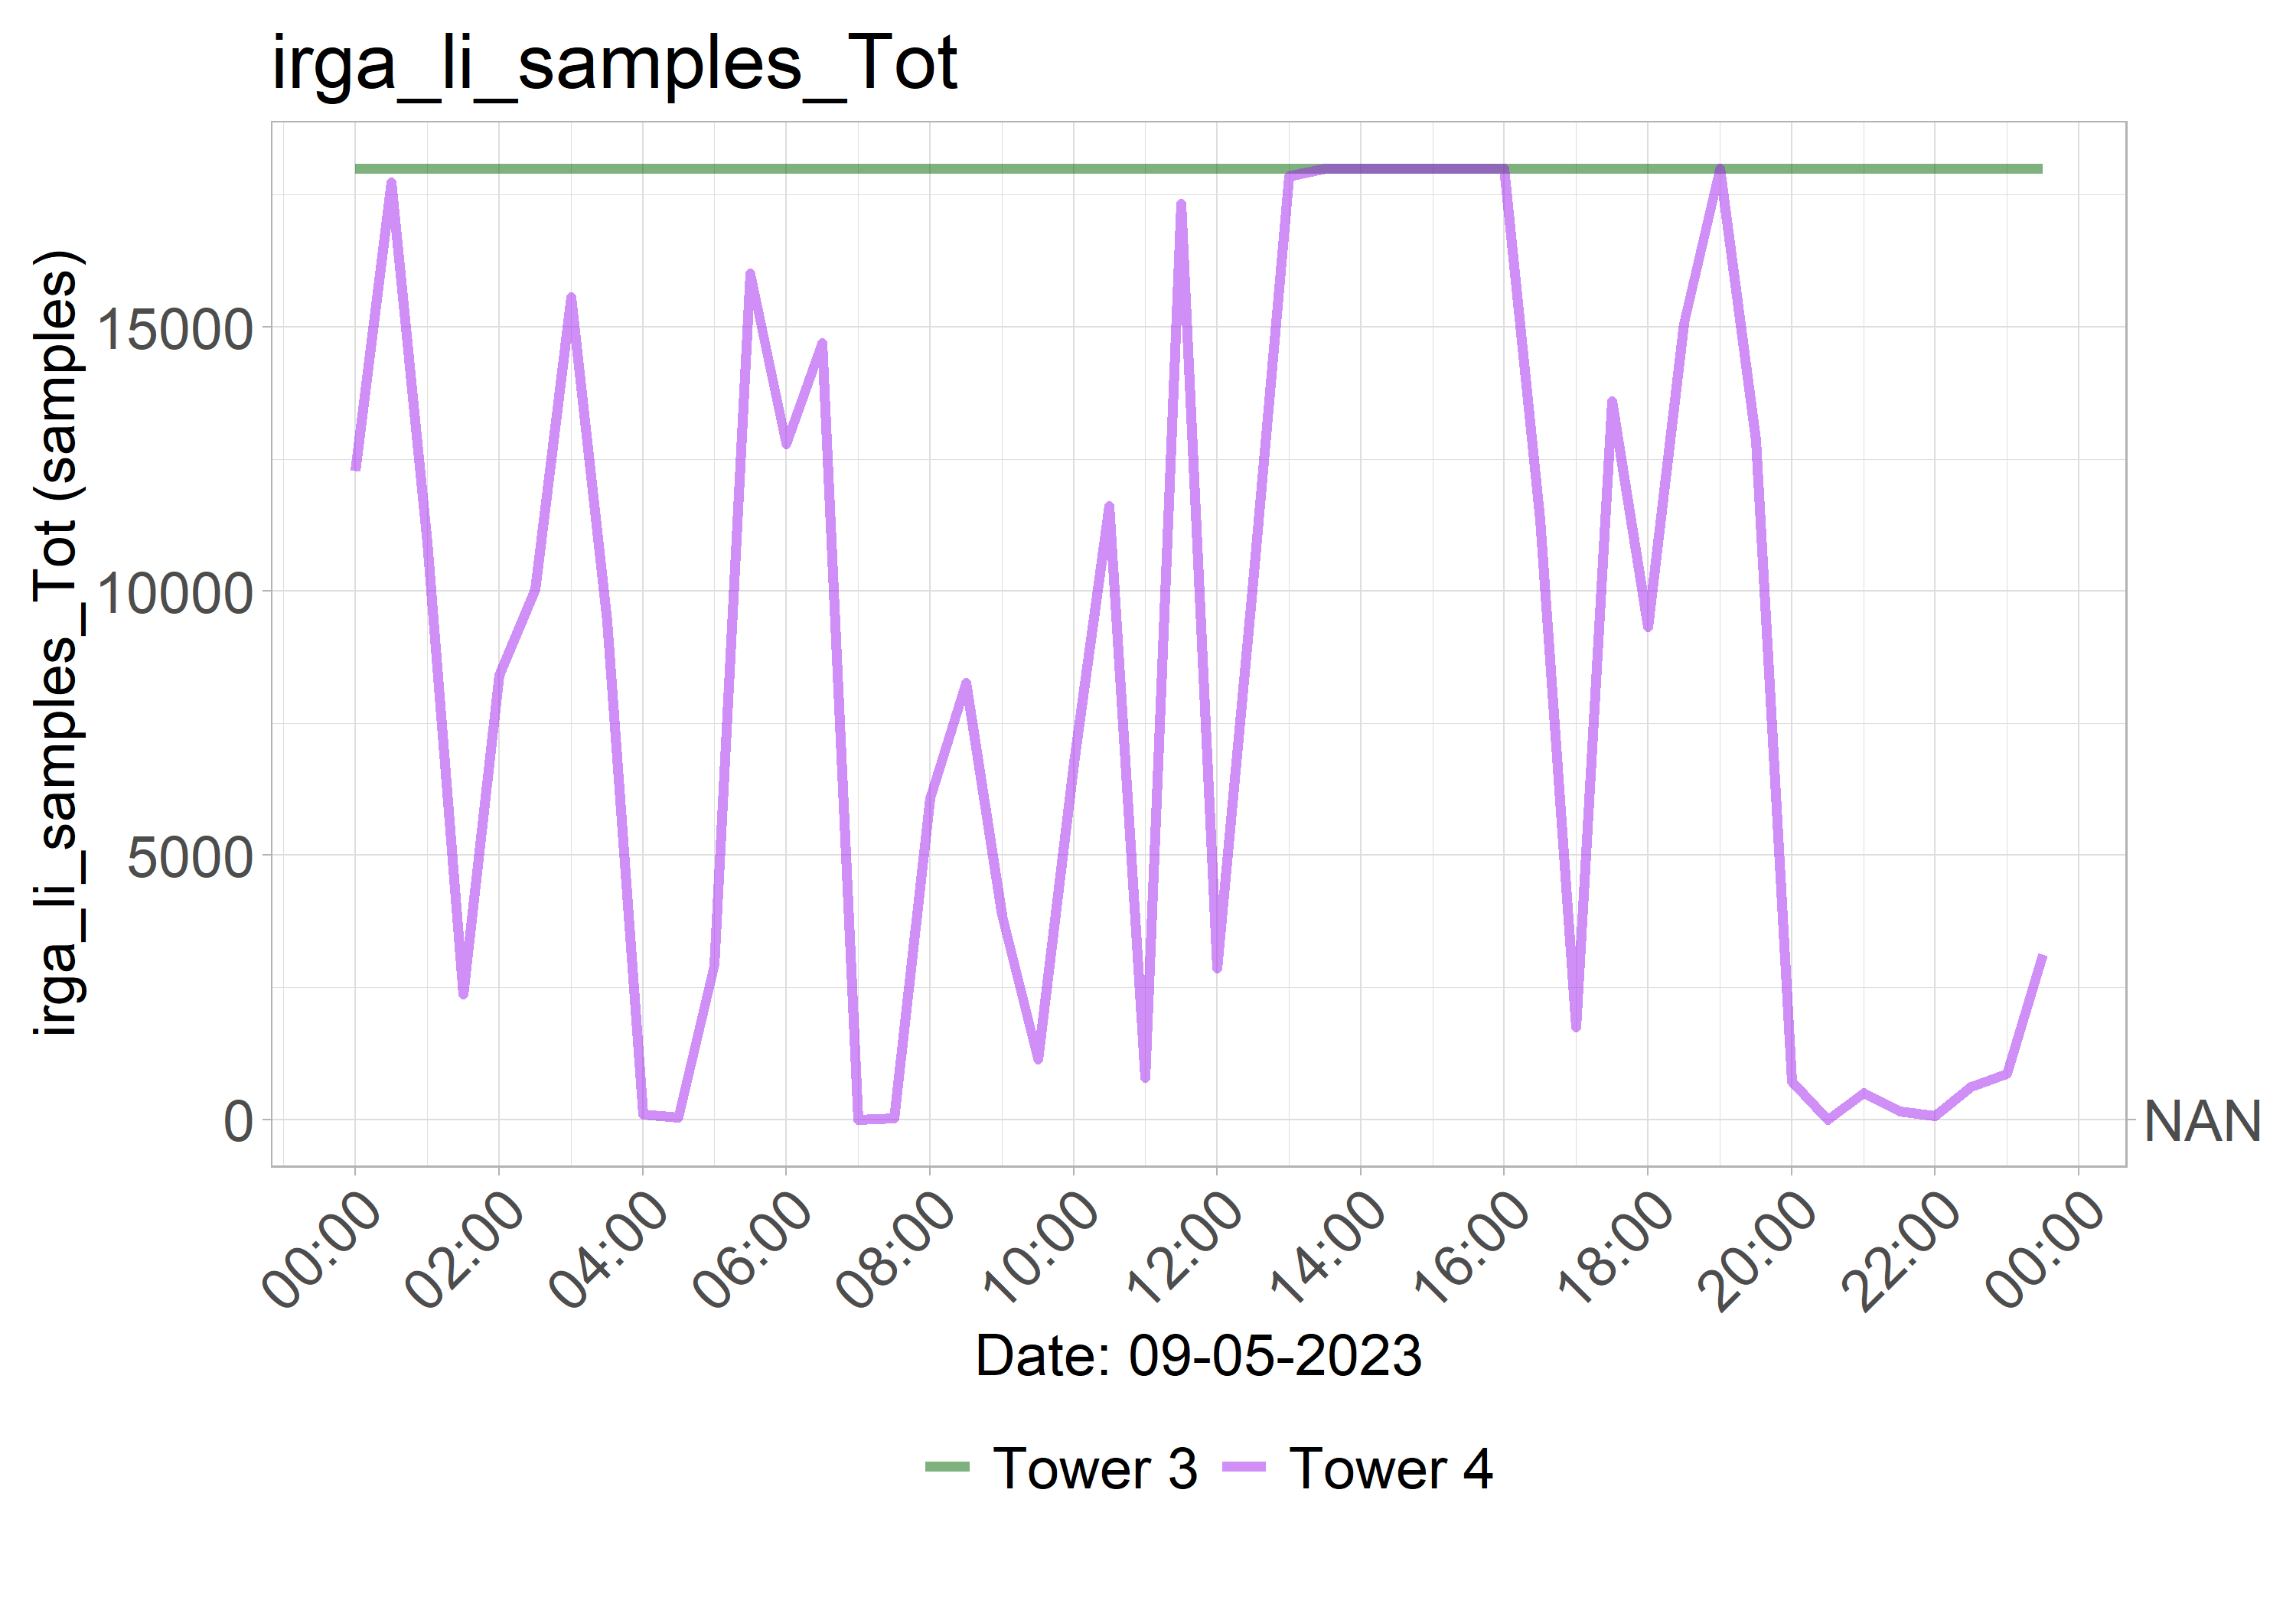 irga_li_samples_Tot
irga_li_samples_Tot (samples)
15000
10000
5000
0
NAN
00:00
02:00
04:00
06:00
08:00
10:00
12:00
14:00
16:00
18:00
20:00
22:00
00:00
Date: 09-05-2023
Tower 3
Tower 4